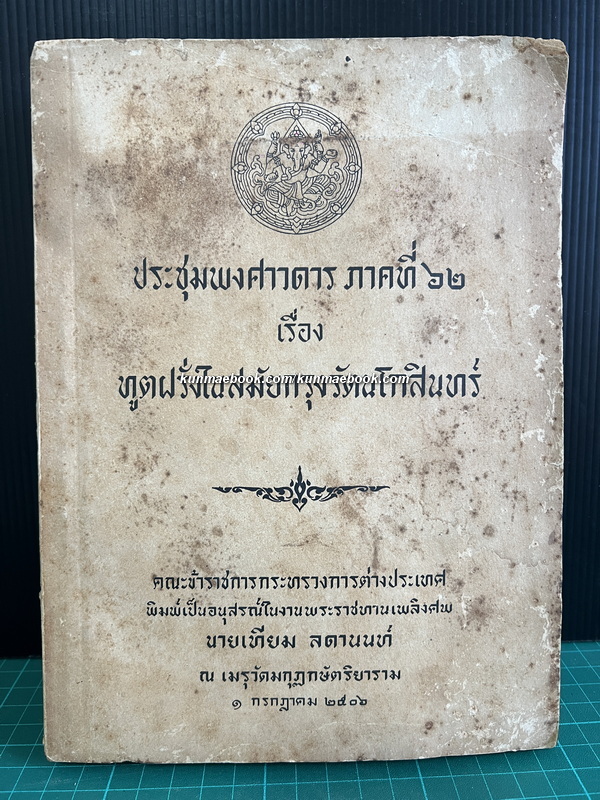 ประชุมพงศาวดาร ภาคที่ ๖๒
เรื่อง
ทูตฝรั่งในสมัยกรุงรัตนโกสินทร์
kunmaebook.com/kunmaebook.com
คณะข้าราชการกระทรวงการต่างประเทศ
พิมพ์เป็นอนุสรณ์ในงานพระราชทานเพลิงศพ
นายเทียม ลดานนท์
ณ เมรุวัดมกุฏกษัตริยาราม
๑ กรกฎาคม ๒๕๐๖